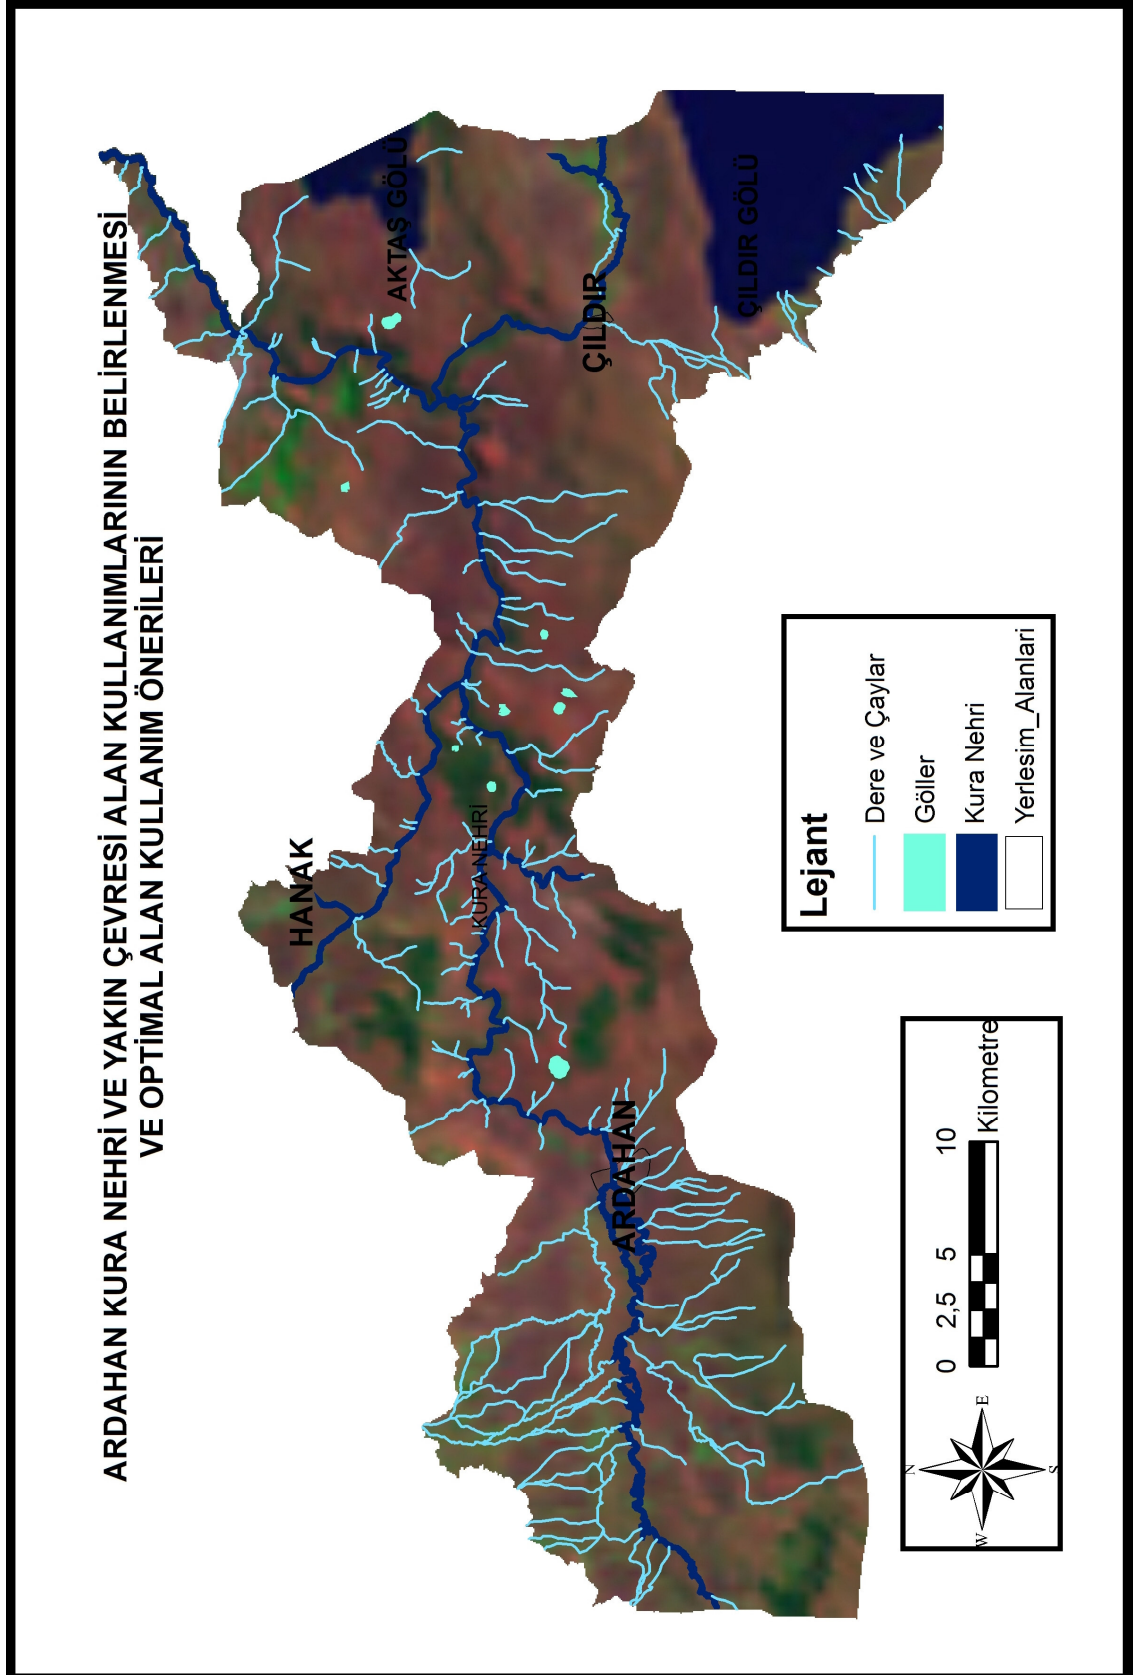 ARDAHAN KURA NEHRİ VE YAKIN ÇEVRESİ ALAN KULLANIMLARININ BELİRLENMESİ
VE OPTİMAL ALAN KULLANIM ÖNERİLERİ
AKTAŞ GÖLÜ
HANAK
KURA NEHRİ
ÇILDIR
ARDAHAN
ÇILDIR GÖLÜ
Lejant
Dere ve Çaylar
Göller
Kura Nehri
Yerlesim_Alanlari
N
W
E
S
0 2,5 5 10
Kilometre